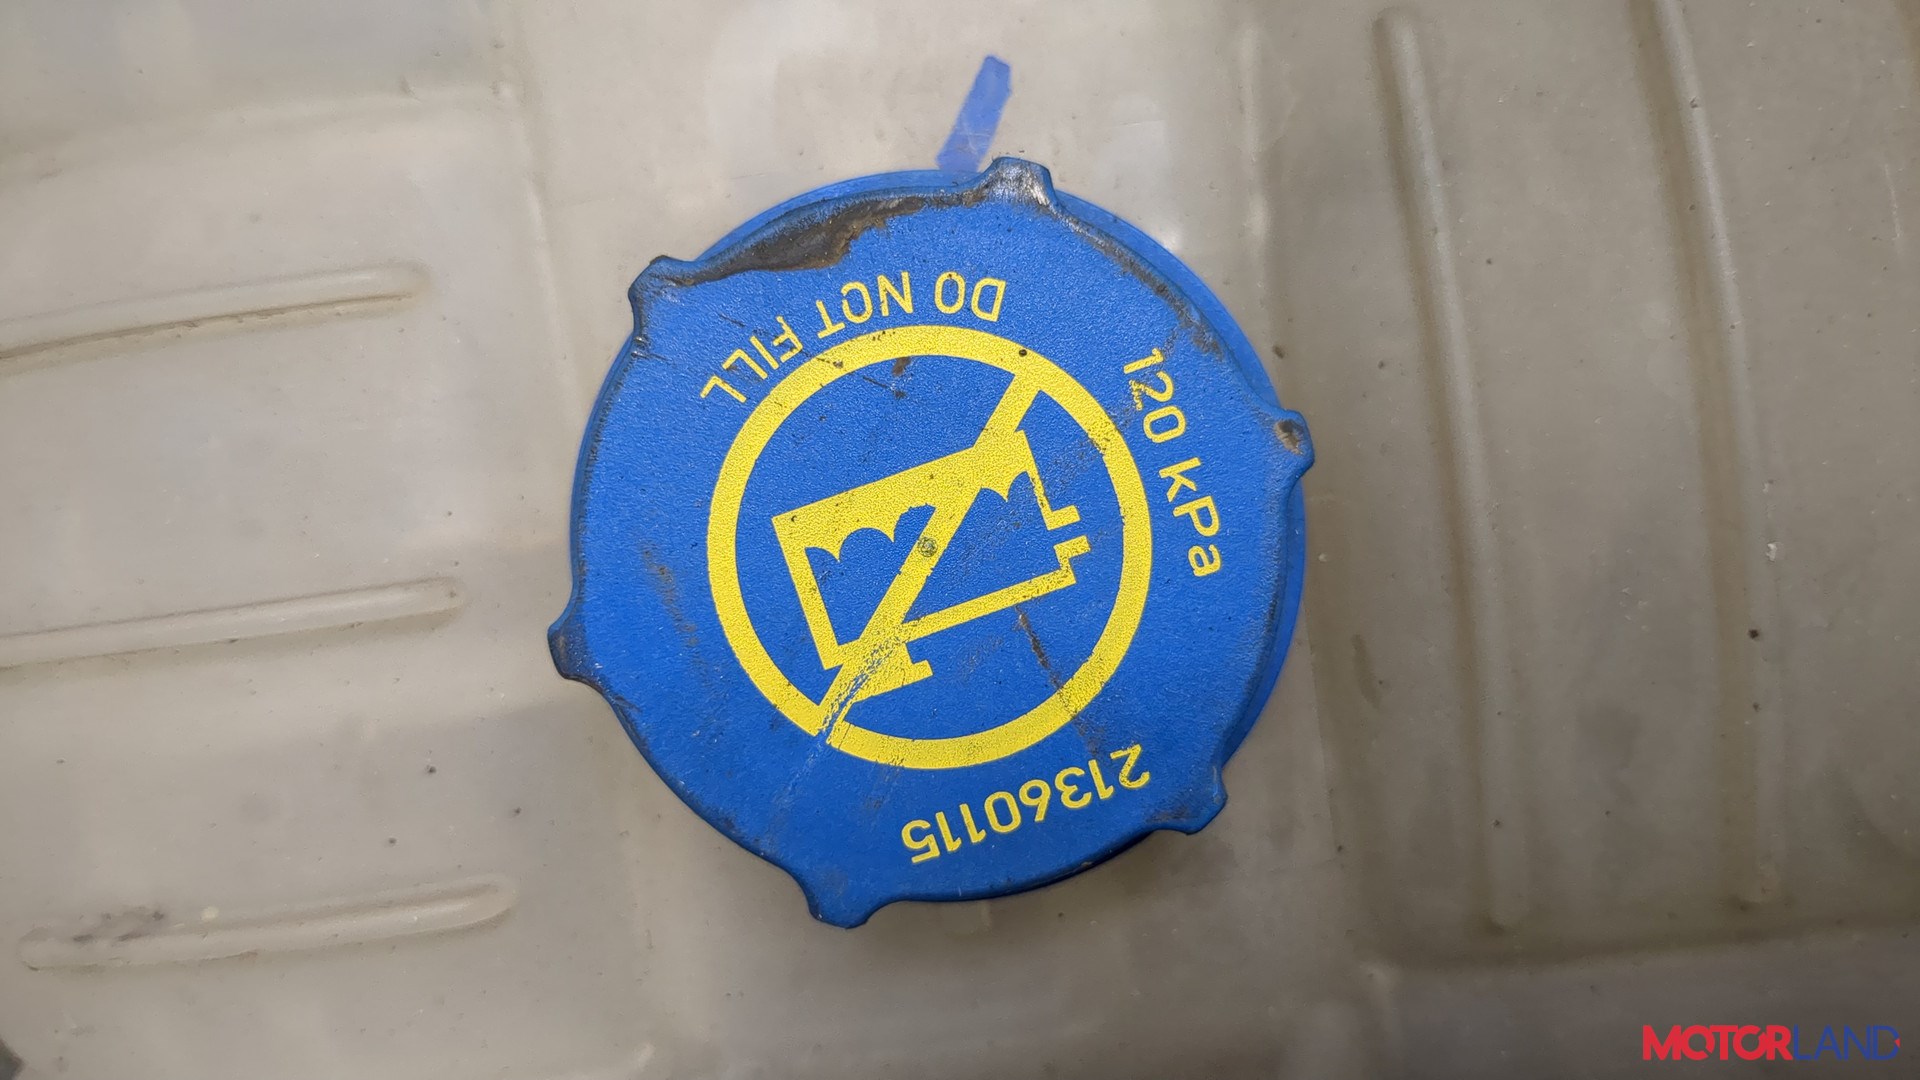 DO NOT FILL
120 kPa
21360115
MOTORLAND